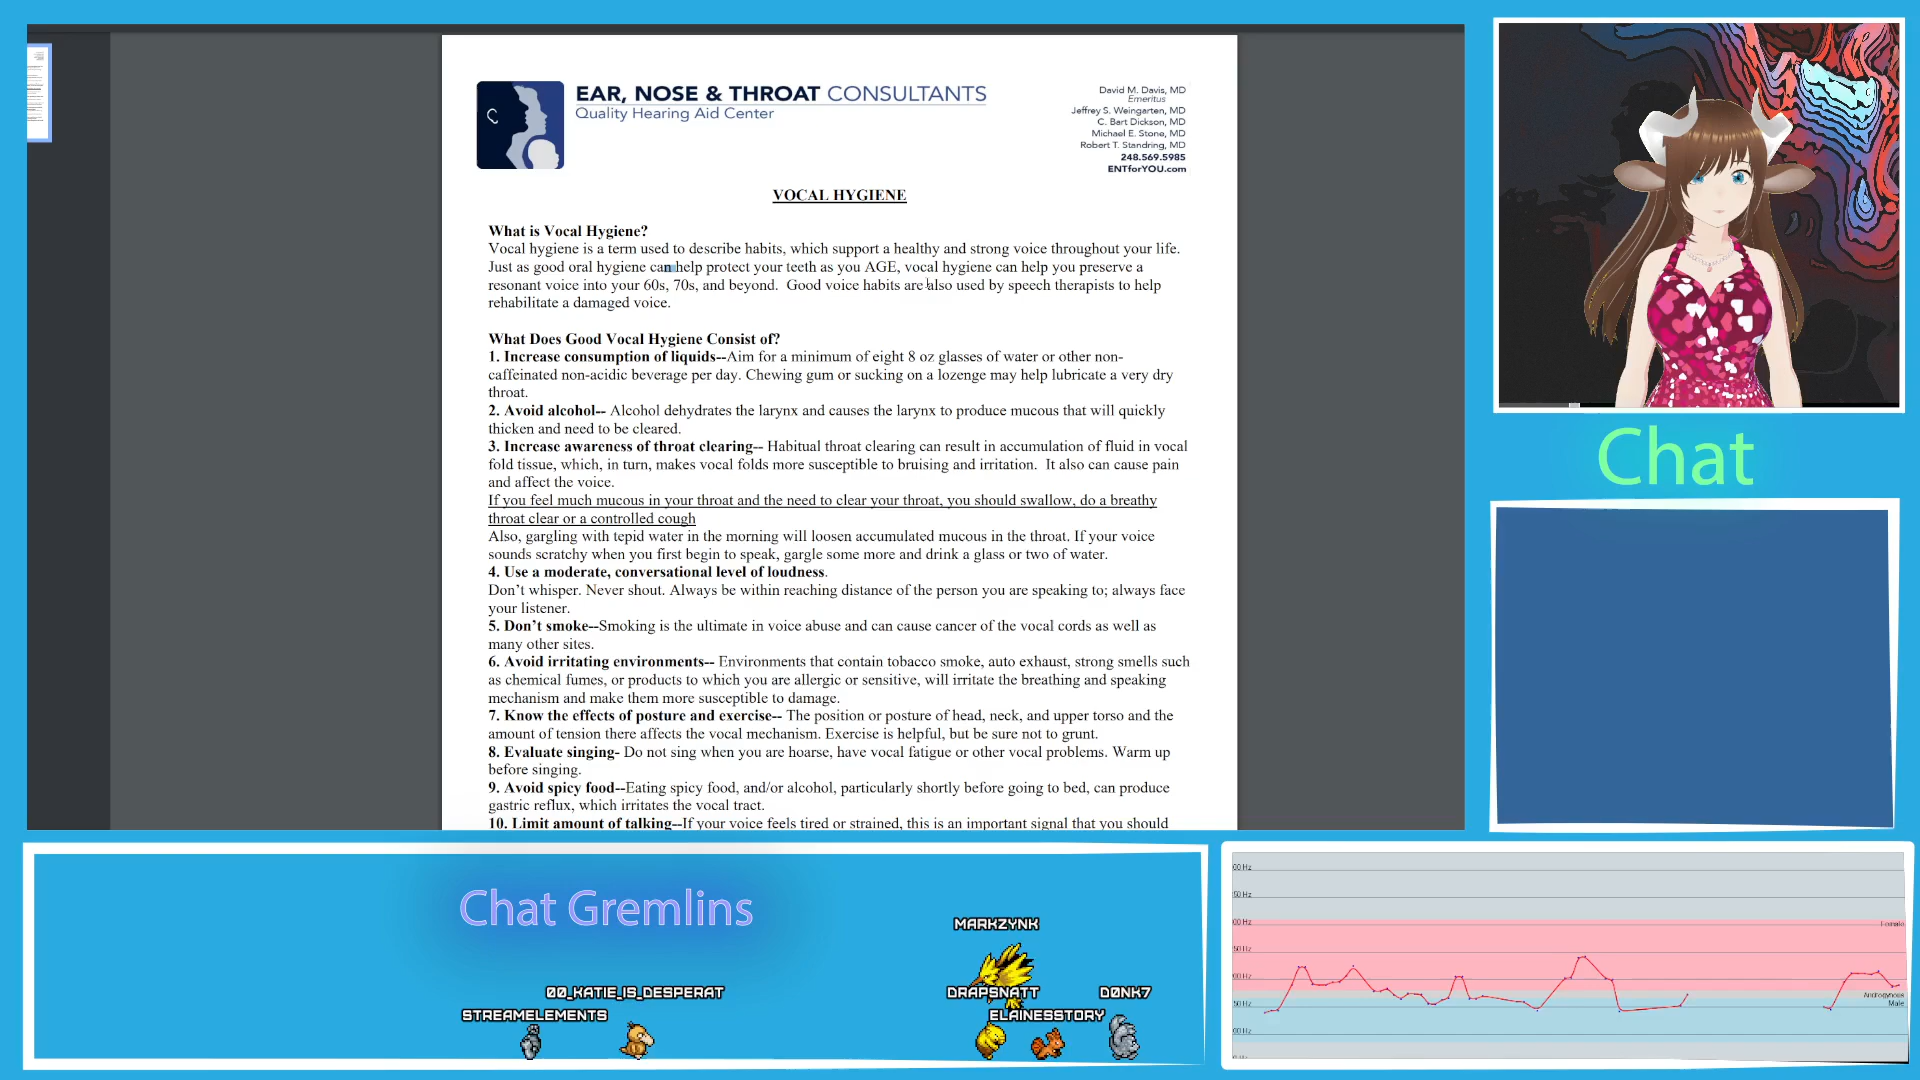 EAR, NOSE & THROAT CONSULTANTS
Quality Hearing Aid Center
David M. Davis, MD
Emeritus
Jeffrey S. Weingarten, MD
C. Bart Dickson, MD
Michael E. Stone, MD
Robert T. Standring, MD
248.569.5985
ENTforYOU.com
VOCAL HYGIENE
What is Vocal Hygiene?
Vocal hygiene is a term used to describe habits, which support a healthy and strong voice throughout your life.
Just as good oral hygiene can help protect your teeth as you AGE, vocal hygiene can help you preserve a
resonant voice into your 60s, 70s, and beyond. Good voice habits are also used by speech therapists to help
rehabilitate a damaged voice.
What Does Good Vocal Hygiene Consist of?
1. Increase consumption of liquids--Aim for a minimum of eight 8 oz glasses of water or other non-
caffeinated non-acidic beverage per day. Chewing gum or sucking on a lozenge may help lubricate a very dry
throat.
2. Avoid alcohol-- Alcohol dehydrates the larynx and causes the larynx to produce mucous that will quickly
thicken and need to be cleared.
3. Increase awareness of throat clearing-- Habitual throat clearing can result in accumulation of fluid in vocal
fold tissue, which, in turn, makes vocal folds more susceptible to bruising and irritation. It also can cause pain
and affect the voice.
If you feel much mucous in your throat and the need to clear your throat, you should swallow, do a breathy
throat clear or a controlled cough
Also, gargling with tepid water in the morning will loosen accumulated mucous in the throat. If your voice
sounds scratchy when you first begin to speak, gargle some more and drink a glass or two of water.
4. Use a moderate, conversational level of loudness.
Don't whisper. Never shout. Always be within reaching distance of the person you are speaking to; always face
your listener.
5. Don't smoke--Smoking is the ultimate in voice abuse and can cause cancer of the vocal cords as well as
many other sites.
6. Avoid irritating environments-- Environments that contain tobacco smoke, auto exhaust, strong smells such
as chemical fumes, or products to which you are allergic or sensitive, will irritate the breathing and speaking
mechanism and make them more susceptible to damage.
7. Know the effects of posture and exercise-- The position or posture of head, neck, and upper torso and the
amount of tension there affects the vocal mechanism. Exercise is helpful, but be sure not to grunt.
8. Evaluate singing- Do not sing when you are hoarse, have vocal fatigue or other vocal problems. Warm up
before singing.
9. Avoid spicy food--Eating spicy food, and/or alcohol, particularly shortly before going to bed, can produce
gastric reflux, which irritates the vocal tract.
10. Limit amount of talking--If your voice feels tired or strained, this is an important signal that you should
Chat
Chat Gremlins
MARKZYNK
00_KATIE_IS_DESPERAT
DRAPSNATT
D0NK7
STREAMELEMENTS
ELAINESSTORY
00 Hz
50 Hz
00 Hz
Female
50 Hz
00 Hz
Androgynous
50 Hz
Male
00 Hz